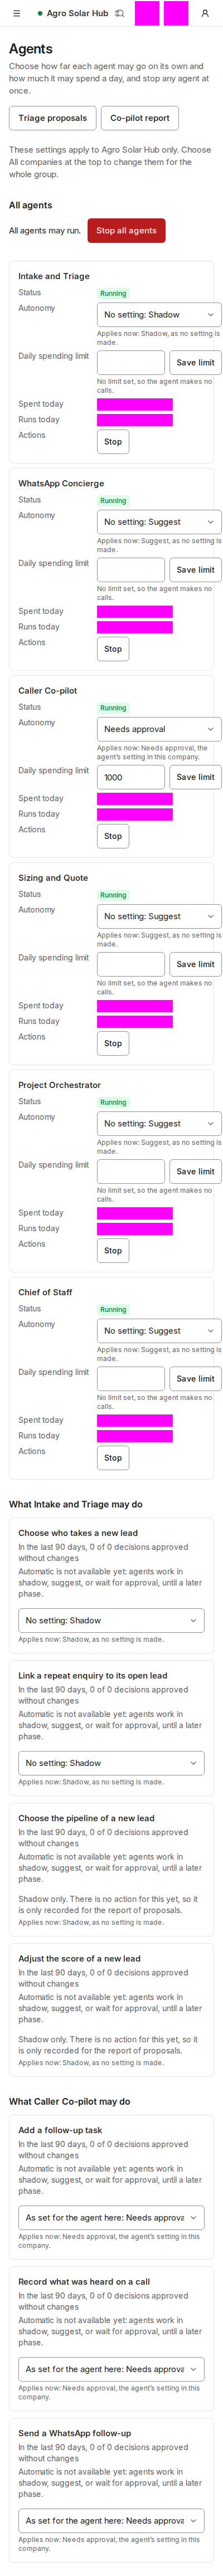 Agro Solar Hub
Agents
Choose how far each agent may go on its own and
how much it may spend a day, and stop any agent at
once.
Triage proposals
Co-pilot report
These settings apply to Agro Solar Hub only. Choose
All companies at the top to change them for the
whole group.
All agents
All agents may run.
Stop all agents
Intake and Triage
Status
Running
Autonomy
No setting: Shadow
Applies now: Shadow, as no setting is
made.
Daily spending limit
Save limit
No limit set, so the agent makes no
calls.
Spent today
Runs today
Actions
Stop
WhatsApp Concierge
Status
Running
Autonomy
No setting: Suggest
Applies now: Suggest, as no setting is
made.
Daily spending limit
Save limit
No limit set, so the agent makes no
calls.
Spent today
Runs today
Actions
Stop
Caller Co-pilot
Status
Running
Autonomy
Needs approval
Applies now: Needs approval, the
agent's setting in this company.
Daily spending limit
1000
Save limit
Spent today
Runs today
Actions
Stop
Sizing and Quote
Status
Running
Autonomy
No setting: Suggest
Applies now: Suggest, as no setting is
made.
Daily spending limit
Save limit
No limit set, so the agent makes no
calls.
Spent today
Runs today
Actions
Stop
Project Orchestrator
Status
Running
Autonomy
No setting: Suggest
Applies now: Suggest, as no setting is
made.
Daily spending limit
Save limit
No limit set, so the agent makes no
calls.
Spent today
Runs today
Actions
Stop
Chief of Staff
Status
Running
Autonomy
No setting: Suggest
Applies now: Suggest, as no setting is
made.
Daily spending limit
Save limit
No limit set, so the agent makes no
calls.
Spent today
Runs today
Actions
Stop
What Intake and Triage may do
Choose who takes a new lead
In the last 90 days, 0 of 0 decisions approved
without changes
Automatic is not available yet: agents work in
shadow, suggest, or wait for approval, until a later
phase.
No setting: Shadow
Applies now: Shadow, as no setting is made.
Link a repeat enquiry to its open lead
In the last 90 days, 0 of 0 decisions approved
without changes
Automatic is not available yet: agents work in
shadow, suggest, or wait for approval, until a later
phase.
No setting: Shadow
Applies now: Shadow, as no setting is made.
Choose the pipeline of a new lead
In the last 90 days, 0 of 0 decisions approved
without changes
Automatic is not available yet: agents work in
shadow, suggest, or wait for approval, until a later
phase.
Shadow only. There is no action for this yet, so it
is only recorded for the report of proposals.
Applies now: Shadow, as no setting is made.
Adjust the score of a new lead
In the last 90 days, 0 of 0 decisions approved
without changes
Automatic is not available yet: agents work in
shadow, suggest, or wait for approval, until a later
phase.
Shadow only. There is no action for this yet, so it
is only recorded for the report of proposals.
Applies now: Shadow, as no setting is made.
What Caller Co-pilot may do
Add a follow-up task
In the last 90 days, 0 of 0 decisions approved
without changes
Automatic is not available yet: agents work in
shadow, suggest, or wait for approval, until a later
phase.
As set for the agent here: Needs approva
Applies now: Needs approval, the agent's setting in this
company.
Record what was heard on a call
In the last 90 days, 0 of 0 decisions approved
without changes
Automatic is not available yet: agents work in
shadow, suggest, or wait for approval, until a later
phase.
As set for the agent here: Needs approva
Applies now: Needs approval, the agent's setting in this
company.
Send a WhatsApp follow-up
In the last 90 days, 0 of 0 decisions approved
without changes
Automatic is not available yet: agents work in
shadow, suggest, or wait for approval, until a later
phase.
As set for the agent here: Needs approva
Applies now: Needs approval, the agent's setting in this
company.